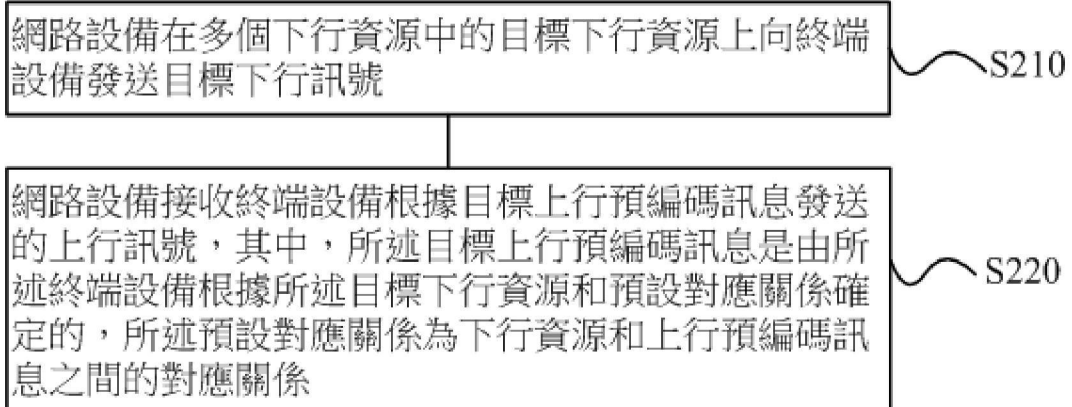 網路設備在多個下行資源中的目標下行資源上向終端
設備發送目標下行訊號
S210
網路設備接收終端設備根據目標上行預編碼訊息發送
的上行訊號，其中，所述目標上行預編碼訊息是由所
述終端設備根據所述目標下行資源和預設對應關係確
定的，所述預設對應關係為下行資源和上行預編碼訊
息之間的對應關係
S220